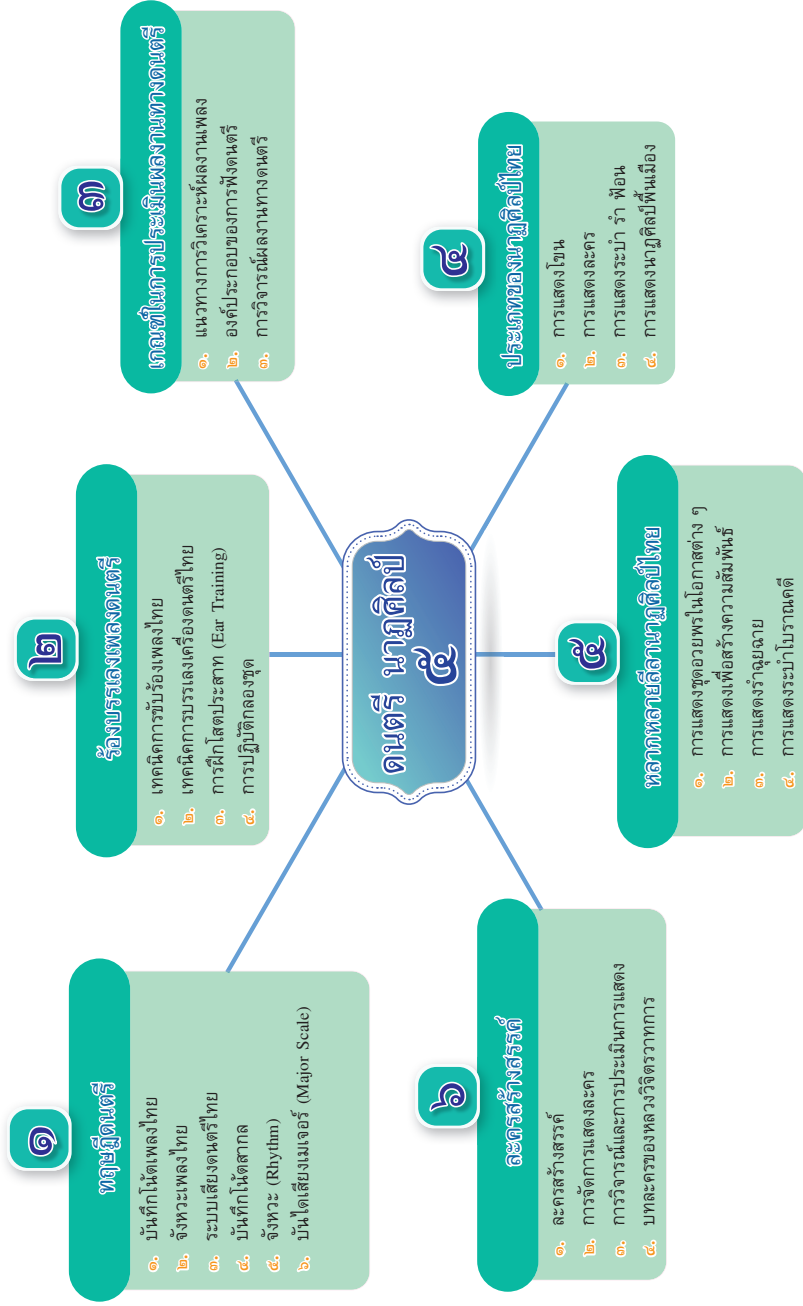 ๑
ทฤษฎีดนตรี
๑. บันทึกโน้ตเพลงไทย
๒. จังหวะเพลงไทย
๓. ระบบเสียงดนตรีไทย
๔. บันทึกโน้ตสากล
๕. จังหวะ (Rhythm)
๖. บันไดเสียงเมเจอร์ (Major Scale)
๒
ร้องบรรเลงเพลงดนตรี
๑. เทคนิคการขับร้องเพลงไทย
๒. เทคนิคการบรรเลงเครื่องดนตรีไทย
๓. การฝึกโสตประสาท (Ear Training)
๔. การปฏิบัติกลองชุด
๓
เกณฑ์ในการประเมินผลงานทางดนตรี
๑. แนวทางการวิเคราะห์ผลงานเพลง
๒. องค์ประกอบของการฟังดนตรี
๓. การวิจารณ์ผลงานทางดนตรี
ดนตรี นาฏศิลป์
๕
๖
ละครสร้างสรรค์
๑. ละครสร้างสรรค์
๒. การจัดการแสดงละคร
๓. การวิจารณ์และการประเมินการแสดง
๔. บทละครของหลวงวิจิตรวาทการ
๕
หลากหลายลีลานาฏศิลป์ไทย
๑. การแสดงชุดอวยพรในโอกาสต่าง ๆ
๒. การแสดงเพื่อสร้างความสัมพันธ์
๓. การแสดงรำฉุยฉาย
๔. การแสดงระบำโบราณคดี
๔
ประเภทของนาฏศิลป์ไทย
๑. การแสดงโขน
๒. การแสดงละคร
๓. การแสดงระบำ รำ ฟ้อน
๔. การแสดงนาฏศิลป์พื้นเมือง